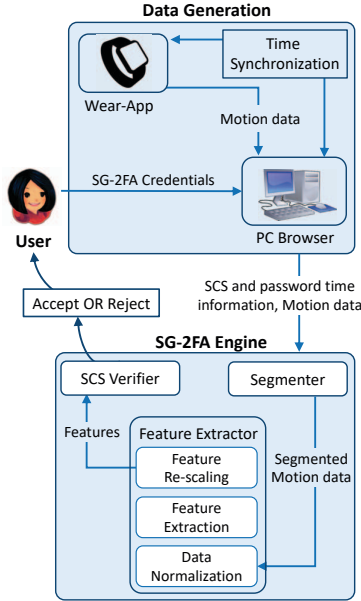 Data Generation
Time
Synchronization
Wear-App
Motion data
SG-2FA Credentials
User
PC Browser
SCS and password time
information, Motion data
Accept OR Reject
SG-2FA Engine
SCS Verifier
Segmenter
Features
Feature Extractor
Feature
Re-scaling
Segmented
Motion data
Feature
Extraction
Data
Normalization